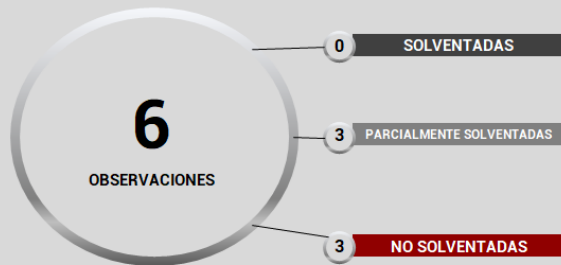 6
OBSERVACIONES
0 SOLVENTADAS
3 PARCIALMENTE SOLVENTADAS
3 NO SOLVENTADAS